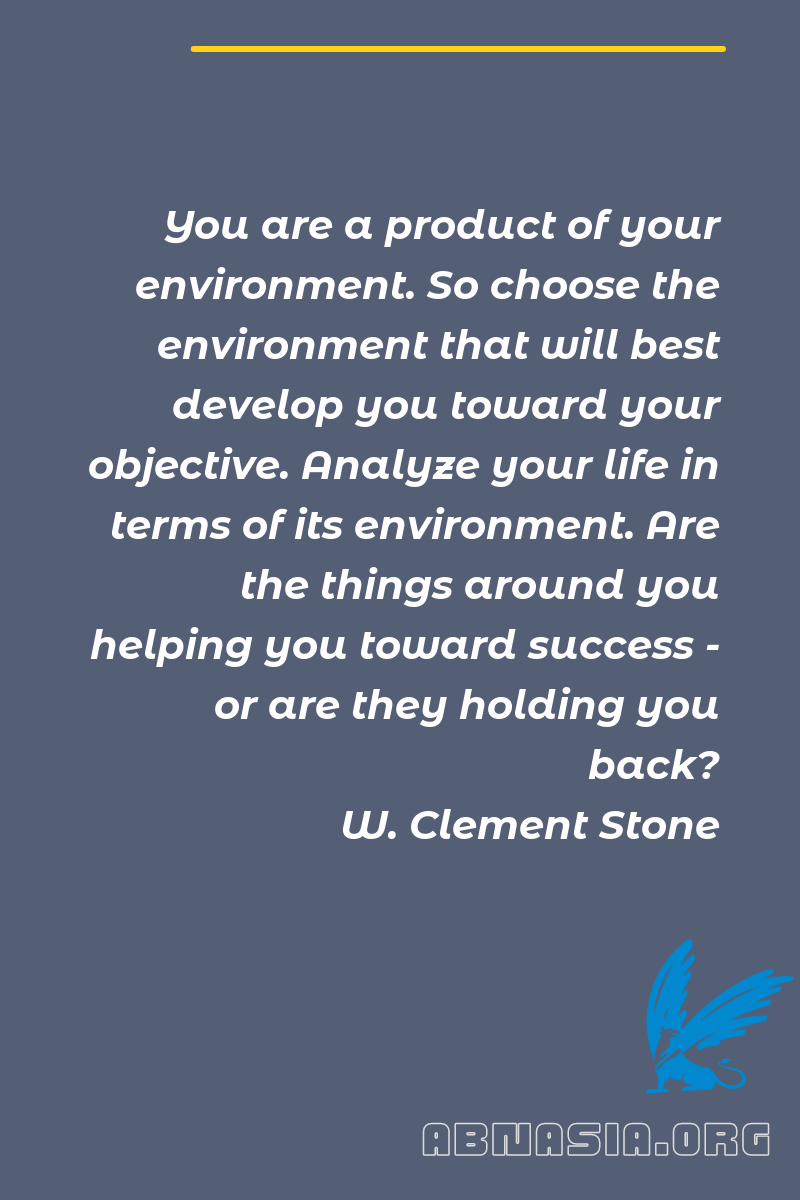 You are a product of your
environment. So choose the
environment that will best
develop you toward your
objective. Analyze your life in
terms of its environment. Are
the things around you
helping you toward success -
or are they holding you
back?
W. Clement Stone
ABNASIA.ORG